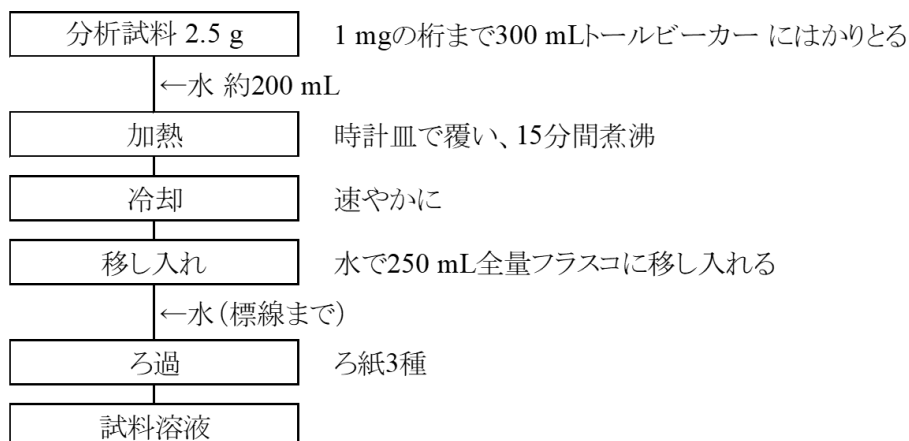 分析試料 2.5 g 1 mgの桁まで300 mLトールビーカー にはかりとる
←水 約200 mL
加熱 時計皿で覆い、15分間煮沸
冷却 速やかに
移し入れ 水で250 mL全量フラスコに移し入れる
←水（標線まで）
ろ過 ろ紙3種
試料溶液